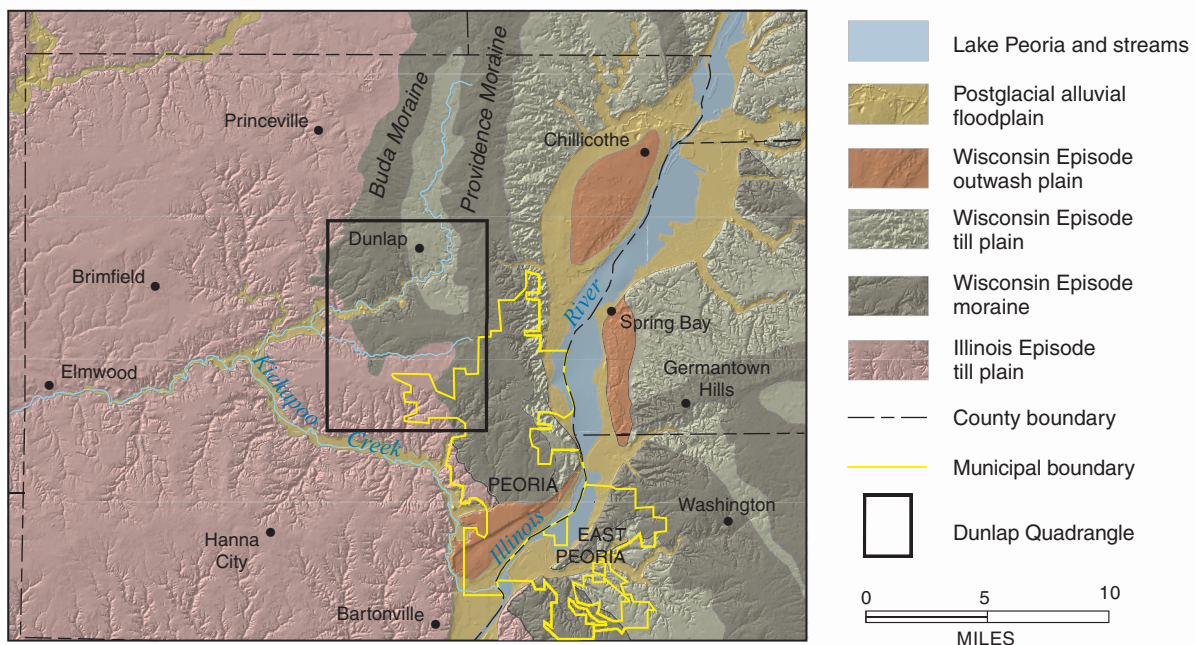 Princeville
Buda Moraine
Providence Moraine
Chillicothe
Dunlap
Brimfield
River
Spring Bay
Elmwood
Germantown
Hills
Kickapoo
Creek
PEORIA
Washington
Illinois
Hanna
City
EAST
PEORIA
Bartonville
Lake Peoria and streams
Postglacial alluvial
floodplain
Wisconsin Episode
outwash plain
Wisconsin Episode
till plain
Wisconsin Episode
moraine
Illinois Episode
till plain
County boundary
Municipal boundary
Dunlap Quadrangle
0 5 10
MILES